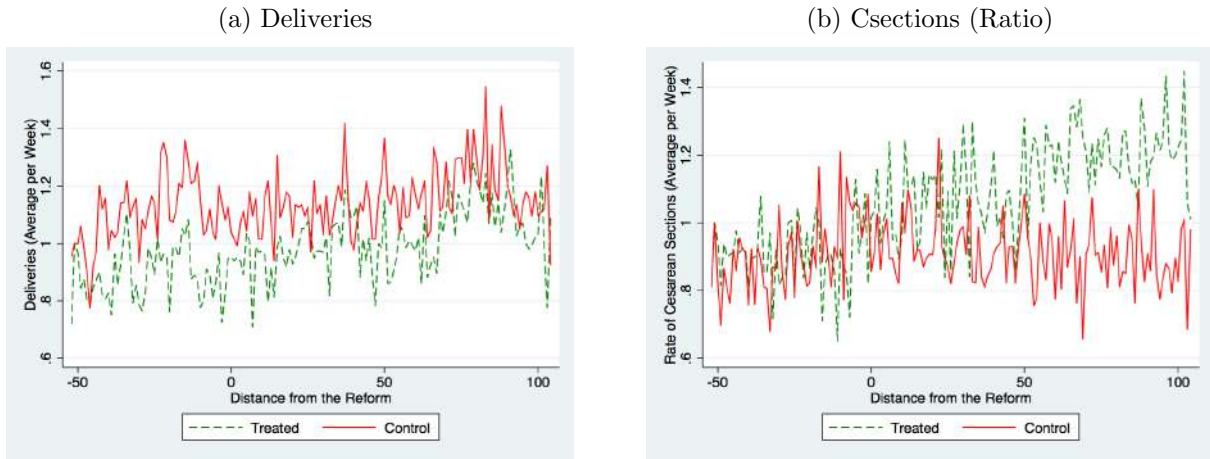 (a) Deliveries
Deliveries (Average per Week)
1.6
1.4
1.2
1
.8
.6
-50
0
50
100
Distance from the Reform
Treated
Control
(b) Csections (Ratio)
Rate of Cesarean Sections (Average per Week)
1.4
1.2
1
.8
.6
-50
0
50
100
Distance from the Reform
Treated
Control